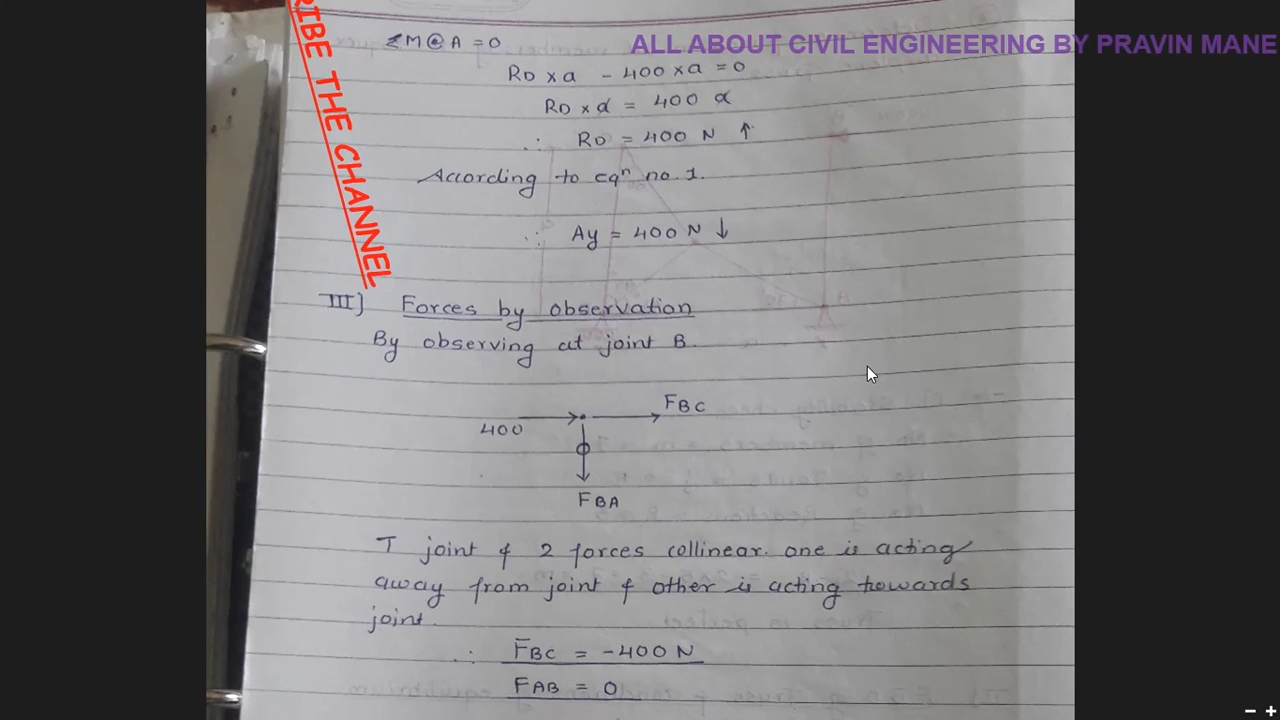 RIBE THE CHANNEL
ALL ABOUT CIVIL ENGINEERING BY PRAVIN MANE
ΣM@A = 0
RD × a - 400 × a = 0
RD × a = 400 a
∴ RD = 400 N ↑
According to eqⁿ no. 1.
∴ Ay = 400 N ↓
III] Forces by observation
By observing at joint B.
FBC
400
FBA
T joint & 2 forces collinear. one is acting
away from joint & other is acting towards
joint.
∴ FBC = -400 N
FAB = 0